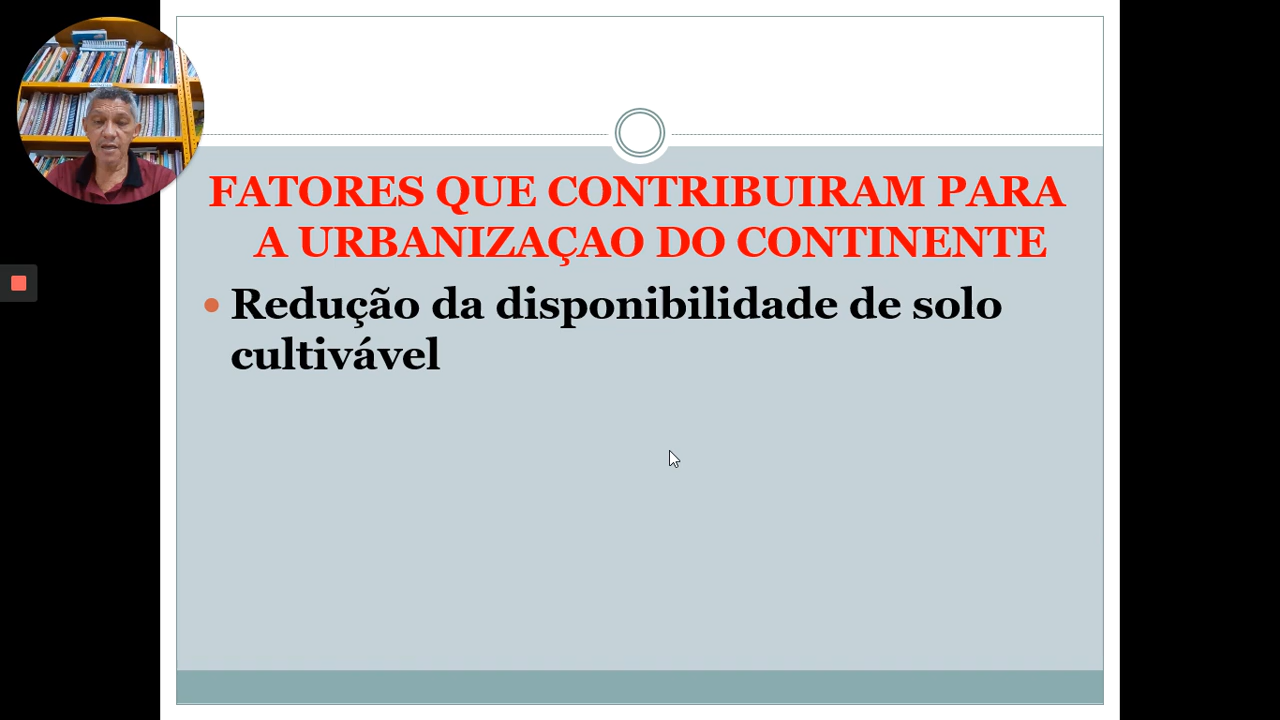 FATORES QUE CONTRIBUIRAM PARA
A URBANIZAÇAO DO CONTINENTE
Redução da disponibilidade de solo
cultivável